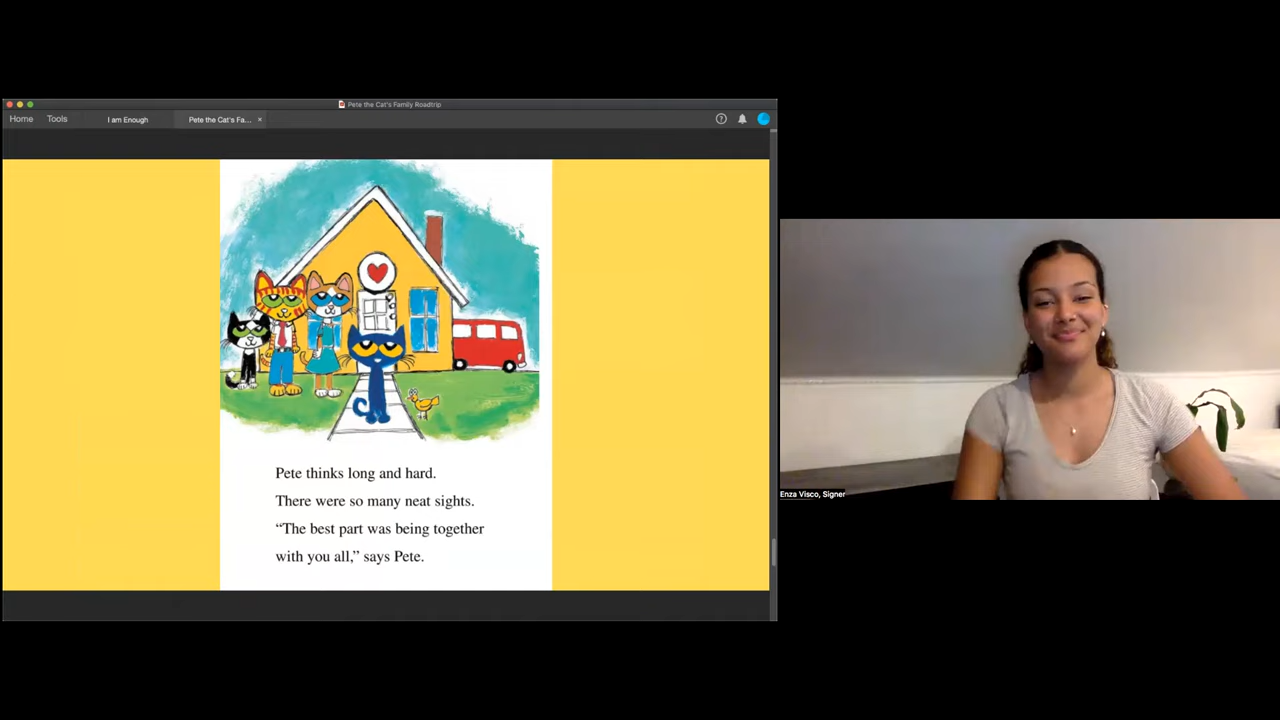 Pete the Cat's Family Roadtrip
Home Tools I am Enough Pete the Cat's Fa... ×
Pete thinks long and hard.
There were so many neat sights.
“The best part was being together
with you all,” says Pete.
Enza Visco, Signer